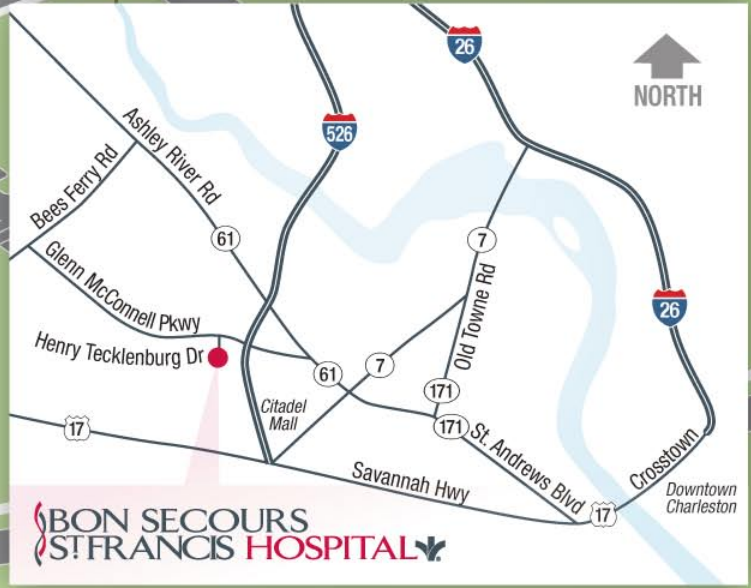 26
NORTH
526
Ashley River Rd
Bees Ferry Rd
61
7
Glenn McConnell Pkwy
Old Towne Rd
26
Henry Tecklenburg Dr
61
7
171
Citadel
Mall
17
171
St. Andrews Blvd
Crosstown
Savannah Hwy
Downtown
Charleston
17
BON SECOURS
ST. FRANCIS HOSPITAL